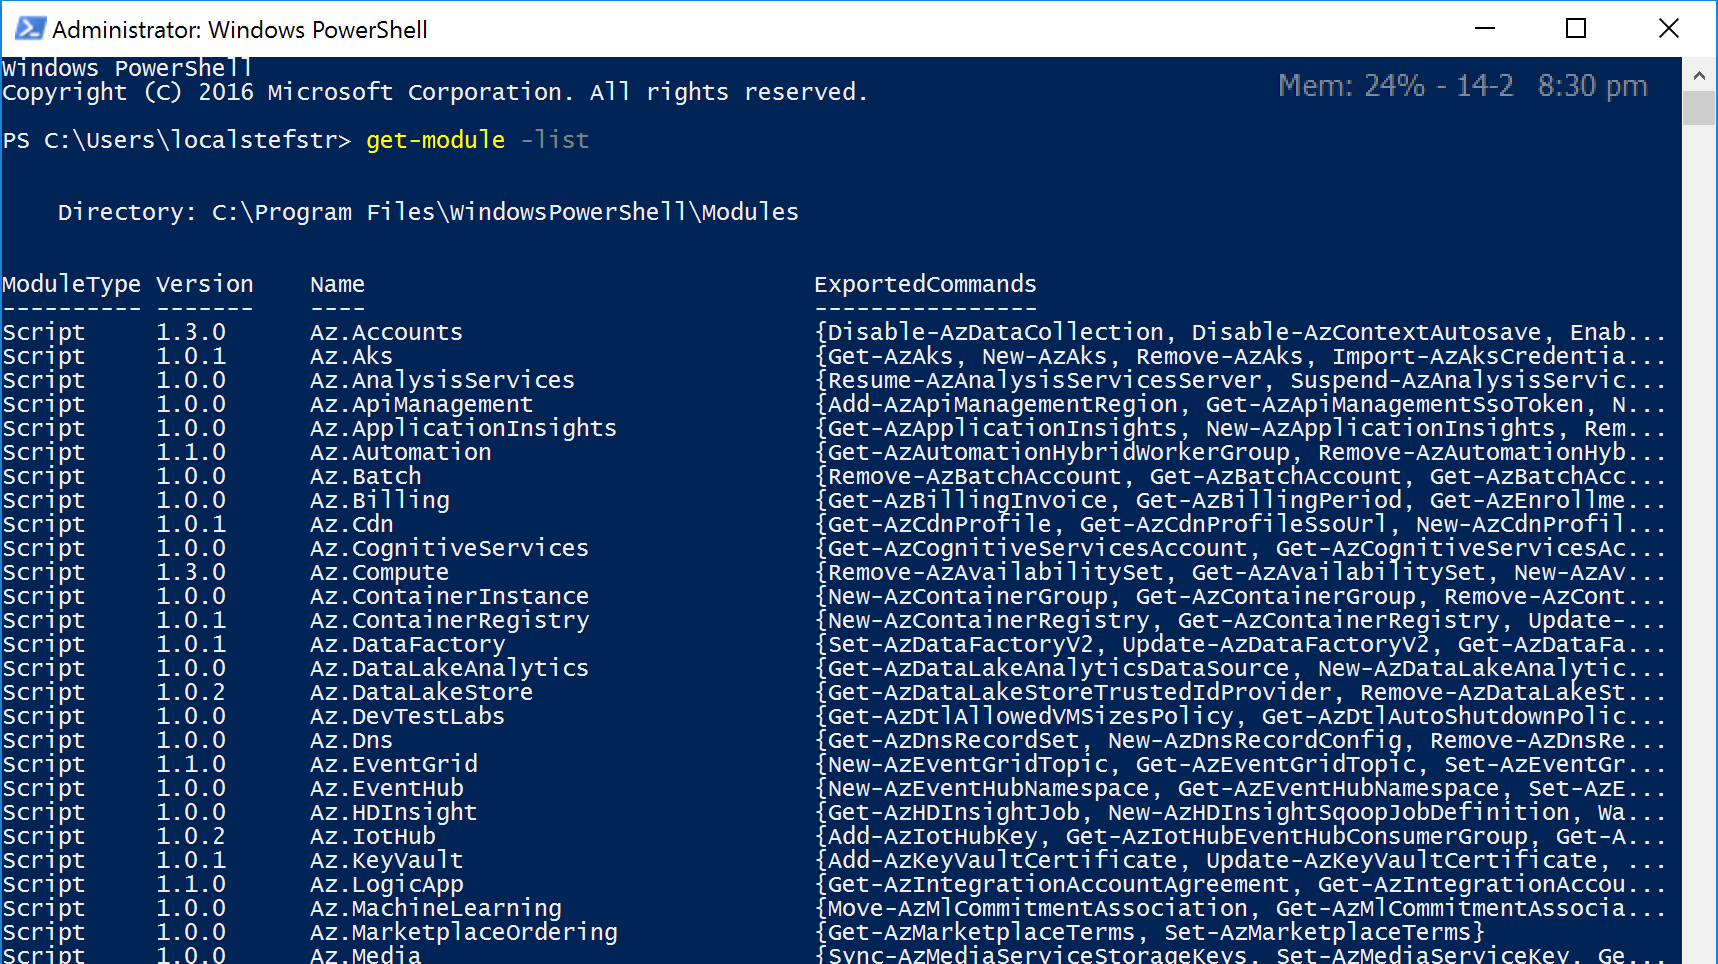 Administrator: Windows PowerShell
Windows PowerShell
Copyright (C) 2016 Microsoft Corporation. All rights reserved.
Mem: 24% - 14-2 8:30 pm
PS C:\Users\localstefstr> get-module -list
Directory: C:\Program Files\WindowsPowerShell\Modules
ModuleType Version Name ExportedCommands
---------- ------- ---- ----------------
Script 1.3.0 Az.Accounts {Disable-AzDataCollection, Disable-AzContextAutosave, Enab...
Script 1.0.1 Az.Aks {Get-AzAks, New-AzAks, Remove-AzAks, Import-AzAksCredentia...
Script 1.0.0 Az.AnalysisServices {Resume-AzAnalysisServicesServer, Suspend-AzAnalysisServic...
Script 1.0.0 Az.ApiManagement {Add-AzApiManagementRegion, Get-AzApiManagementSsoToken, N...
Script 1.0.0 Az.ApplicationInsights {Get-AzApplicationInsights, New-AzApplicationInsights, Rem...
Script 1.1.0 Az.Automation {Get-AzAutomationHybridWorkerGroup, Remove-AzAutomationHyb...
Script 1.0.0 Az.Batch {Remove-AzBatchAccount, Get-AzBatchAccount, Get-AzBatchAcc...
Script 1.0.0 Az.Billing {Get-AzBillingInvoice, Get-AzBillingPeriod, Get-AzEnrollme...
Script 1.0.1 Az.Cdn {Get-AzCdnProfile, Get-AzCdnProfileSsoUrl, New-AzCdnProfil...
Script 1.0.0 Az.CognitiveServices {Get-AzCognitiveServicesAccount, Get-AzCognitiveServicesAc...
Script 1.3.0 Az.Compute {Remove-AzAvailabilitySet, Get-AzAvailabilitySet, New-AzAv...
Script 1.0.0 Az.ContainerInstance {New-AzContainerGroup, Get-AzContainerGroup, Remove-AzCont...
Script 1.0.1 Az.ContainerRegistry {New-AzContainerRegistry, Get-AzContainerRegistry, Update-...
Script 1.0.1 Az.DataFactory {Set-AzDataFactoryV2, Update-AzDataFactoryV2, Get-AzDataFa...
Script 1.0.0 Az.DataLakeAnalytics {Get-AzDataLakeAnalyticsDataSource, New-AzDataLakeAnalytic...
Script 1.0.2 Az.DataLakeStore {Get-AzDataLakeStoreTrustedIdProvider, Remove-AzDataLakeSt...
Script 1.0.0 Az.DevTestLabs {Get-AzDtlAllowedVMSizesPolicy, Get-AzDtlAutoShutdownPolic...
Script 1.0.0 Az.Dns {Get-AzDnsRecordSet, New-AzDnsRecordConfig, Remove-AzDnsRe...
Script 1.1.0 Az.EventGrid {New-AzEventGridTopic, Get-AzEventGridTopic, Set-AzEventGr...
Script 1.0.0 Az.EventHub {New-AzEventHubNamespace, Get-AzEventHubNamespace, Set-AzE...
Script 1.0.0 Az.HDInsight {Get-AzHDInsightJob, New-AzHDInsightSqoopJobDefinition, Wa...
Script 1.0.2 Az.IotHub {Add-AzIotHubKey, Get-AzIotHubEventHubConsumerGroup, Get-A...
Script 1.0.1 Az.KeyVault {Add-AzKeyVaultCertificate, Update-AzKeyVaultCertificate, ...
Script 1.1.0 Az.LogicApp {Get-AzIntegrationAccountAgreement, Get-AzIntegrationAccou...
Script 1.0.0 Az.MachineLearning {Move-AzMlCommitmentAssociation, Get-AzMlCommitmentAssocia...
Script 1.0.0 Az.MarketplaceOrdering {Get-AzMarketplaceTerms, Set-AzMarketplaceTerms}
Script 1.0.0 Az.Media {Sync-AzMediaServiceStorageKeys, Set-AzMediaServiceKey, Ge...